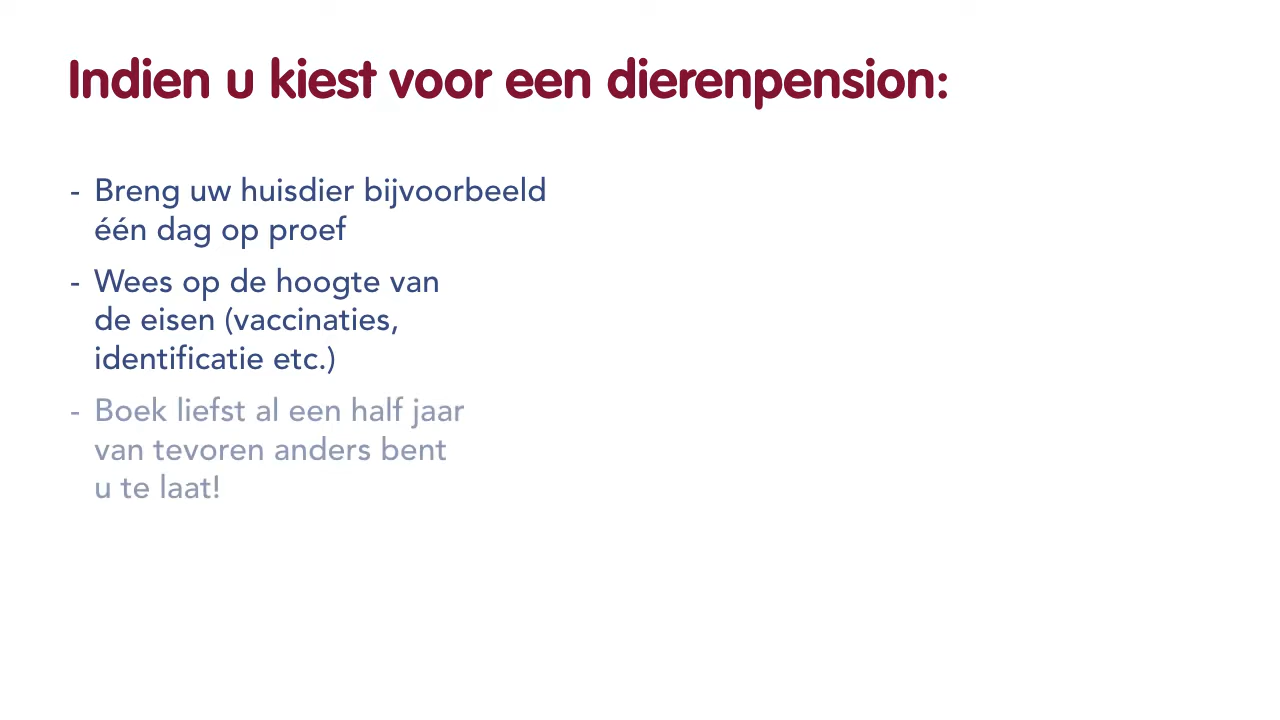 Indien u kiest voor een dierenpension:
- Breng uw huisdier bijvoorbeeld
één dag op proef
- Wees op de hoogte van
de eisen (vaccinaties,
identificatie etc.)
- Boek liefst al een half jaar
van tevoren anders bent
u te laat!